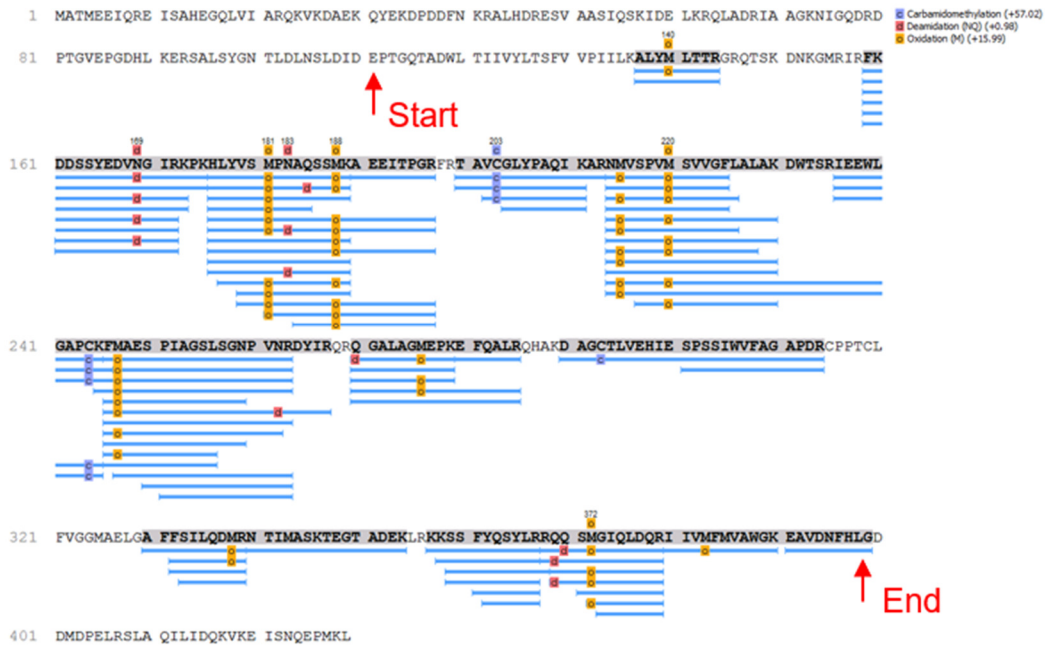 1 MATMEEIQRE ISAHEGQLVI ARQKVKDAEK QYEKDPDDFN KRALHDRESV AASIQSKIDE LKRQLADRIA AGKNIGQDRD
c Carbamidomethylation (+57.02)
d Deamidation (NQ) (+0.98)
o Oxidation (M) (+15.99)
140
o
81 PTGVEPGDHL KERSALSYGN TDLNSLDID EPTGQTADWL TIIVYLTSFV VPIILKALYM LTTRGRQTSK DNKGMRIRFK
o
Start
169 181 183 188 203 220
d o d o c o
161 DDSSYEDVNG IRKPKHLYVS MPNAQSSMKA EEITPGRFRT AVCGLYPAQI KARNMVSPVM SVVGFLALAK DWTSRIEEWL
d o o c o o
o d o c
d o o c o o
o
d o o
o d o o o
d o o
o o o
o
d o
o o o o
o o
o o o
o
o
241 GAPCKFMAES PIAGSLSGNP VNRDYIRQRQ GALAGMEPKE FQALRQHAKD AGCTLVEHIE SPSSIWVFAG APDRCPPTCL
c o d o c
c o
c o o
o o
o
o d
o
o
c
c
372
o
321 FVGGMAELGA FFSILQDMRN TIMASKTEGT ADEKLRKKSS FYQSYLRRQQ SMGIQLDQRI IVMFMVAWGK EAVDNFHLGD
o d o o
o d
o
d o
o
End
401 DMDPELRSLA QILIDQKVKE ISNQEPMKL